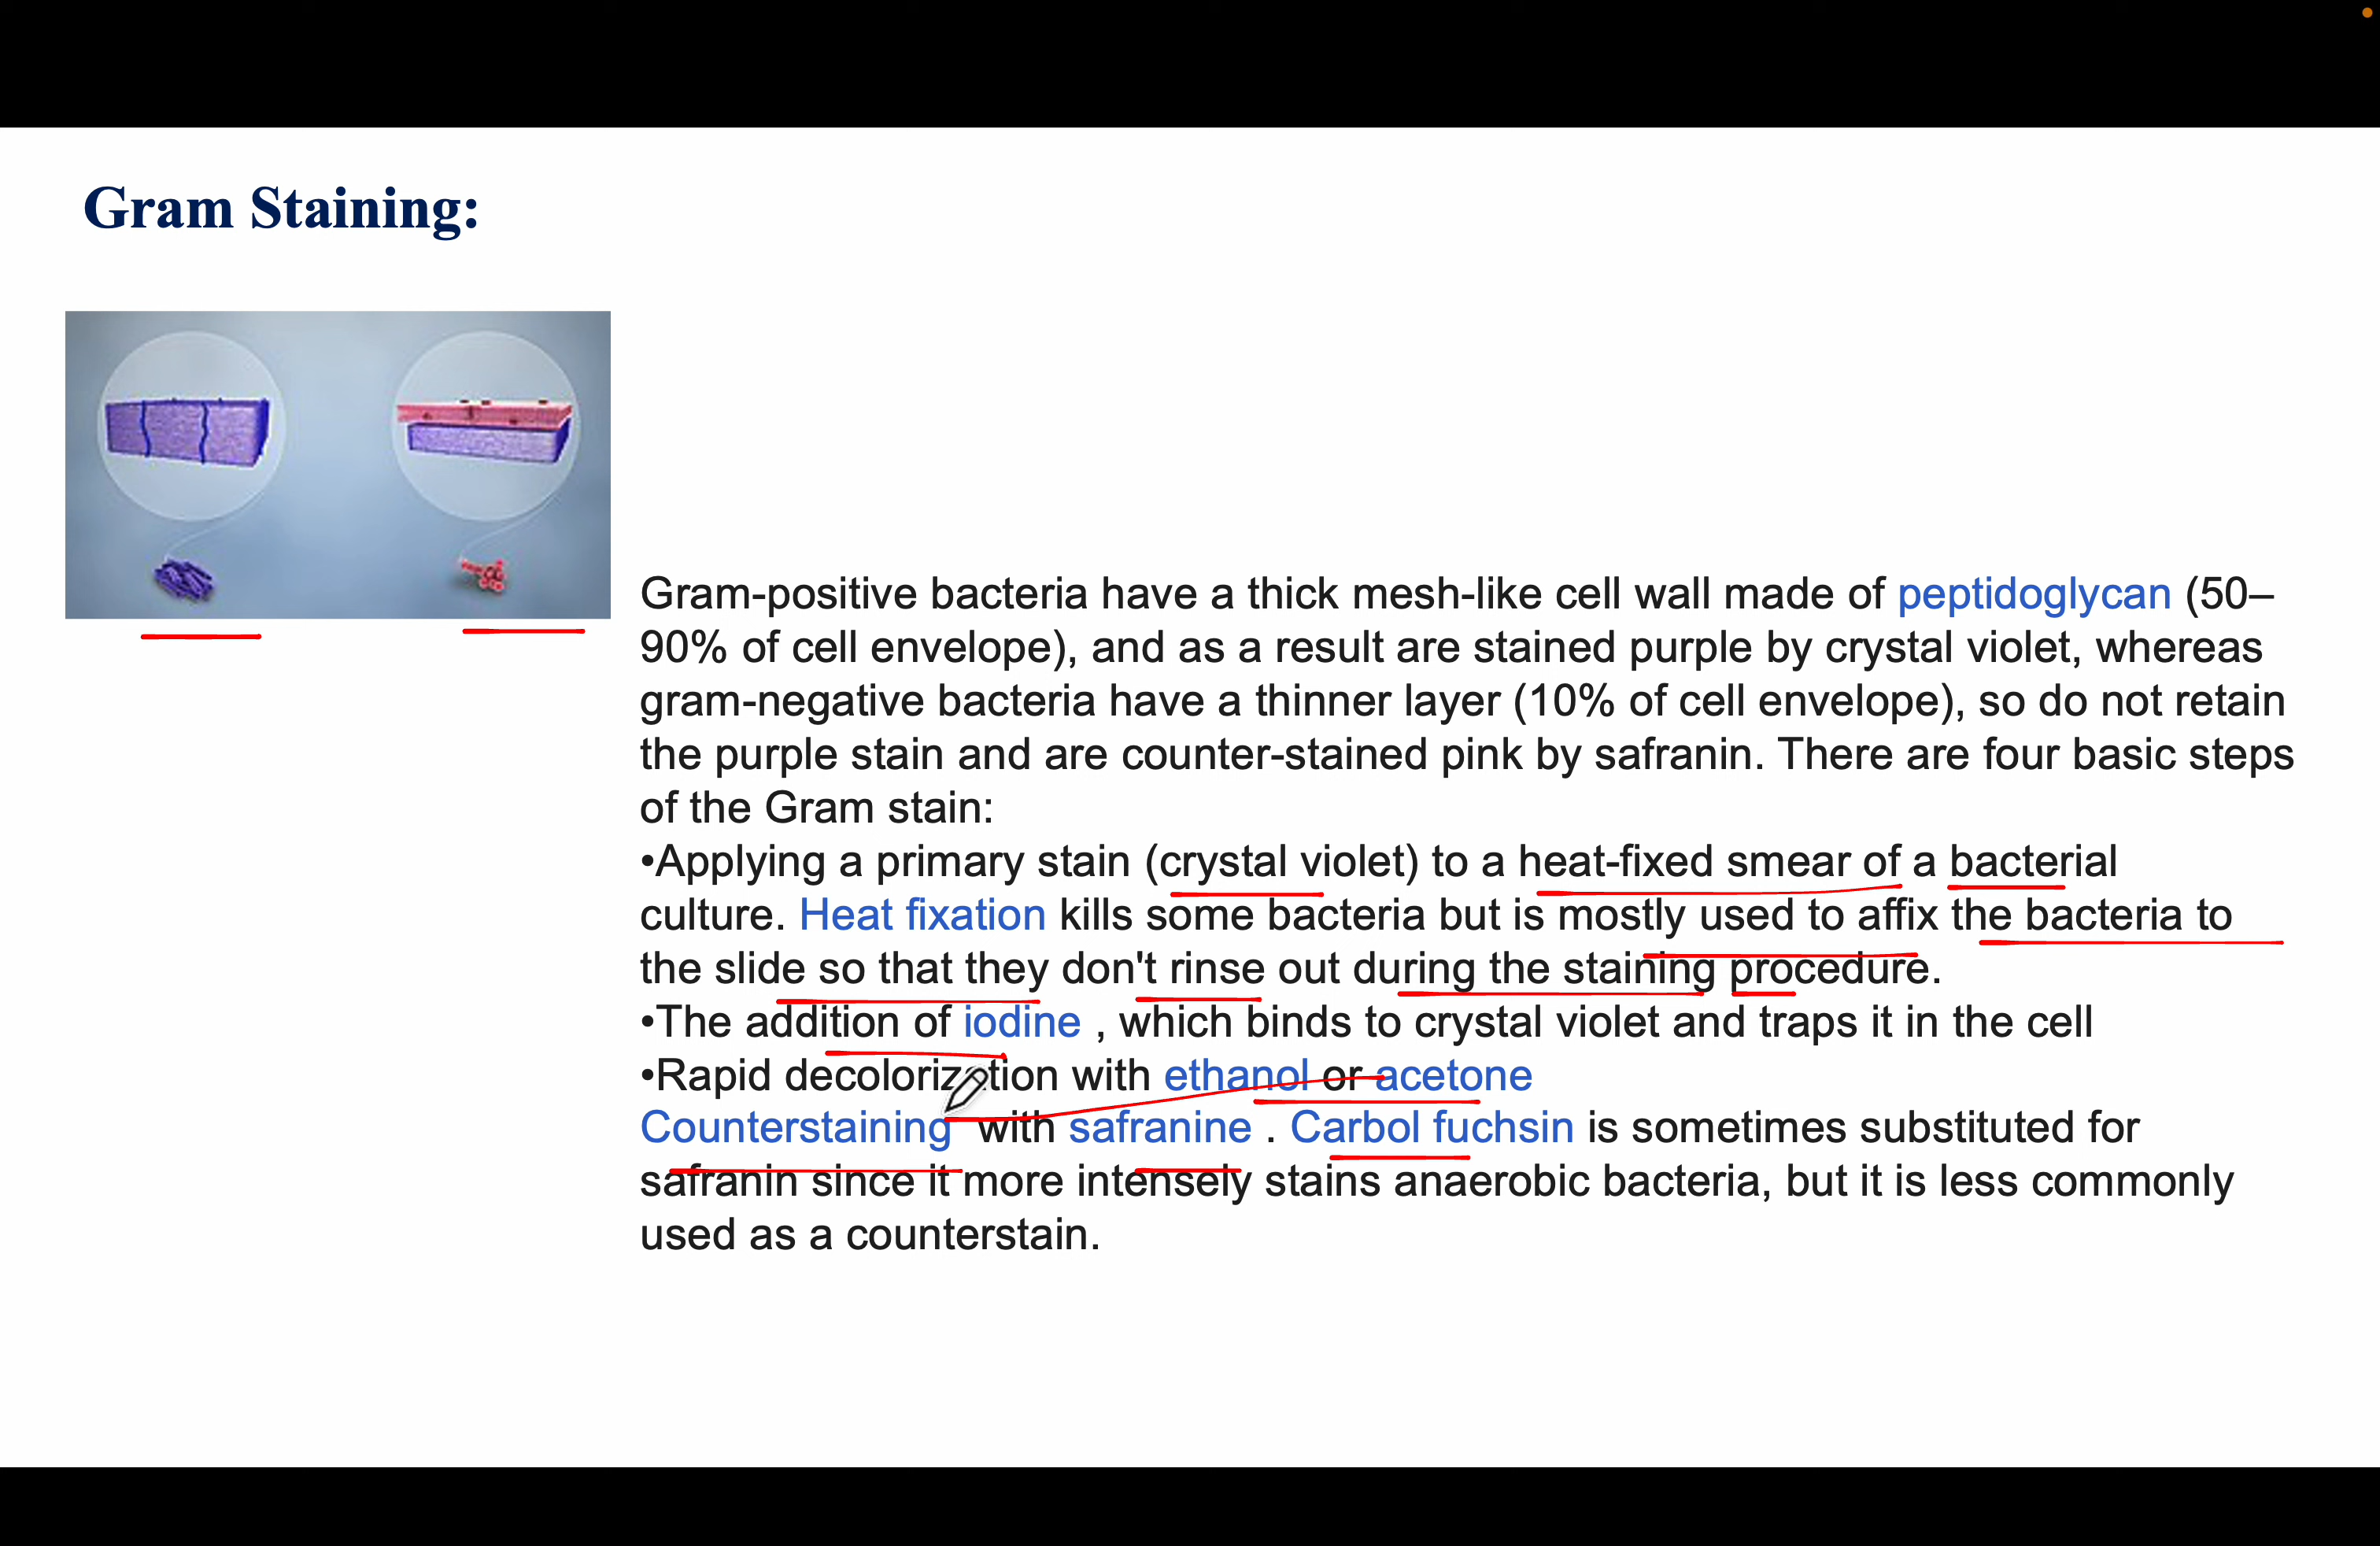 Gram Staining:
Gram-positive bacteria have a thick mesh-like cell wall made of peptidoglycan (50–
90% of cell envelope), and as a result are stained purple by crystal violet, whereas
gram-negative bacteria have a thinner layer (10% of cell envelope), so do not retain
the purple stain and are counter-stained pink by safranin. There are four basic steps
of the Gram stain:
•Applying a primary stain (crystal violet) to a heat-fixed smear of a bacterial
culture. Heat fixation kills some bacteria but is mostly used to affix the bacteria to
the slide so that they don't rinse out during the staining procedure.
•The addition of iodine , which binds to crystal violet and traps it in the cell
•Rapid decolorization with ethanol or acetone
Counterstaining with safranine . Carbol fuchsin is sometimes substituted for
safranin since it more intensely stains anaerobic bacteria, but it is less commonly
used as a counterstain.